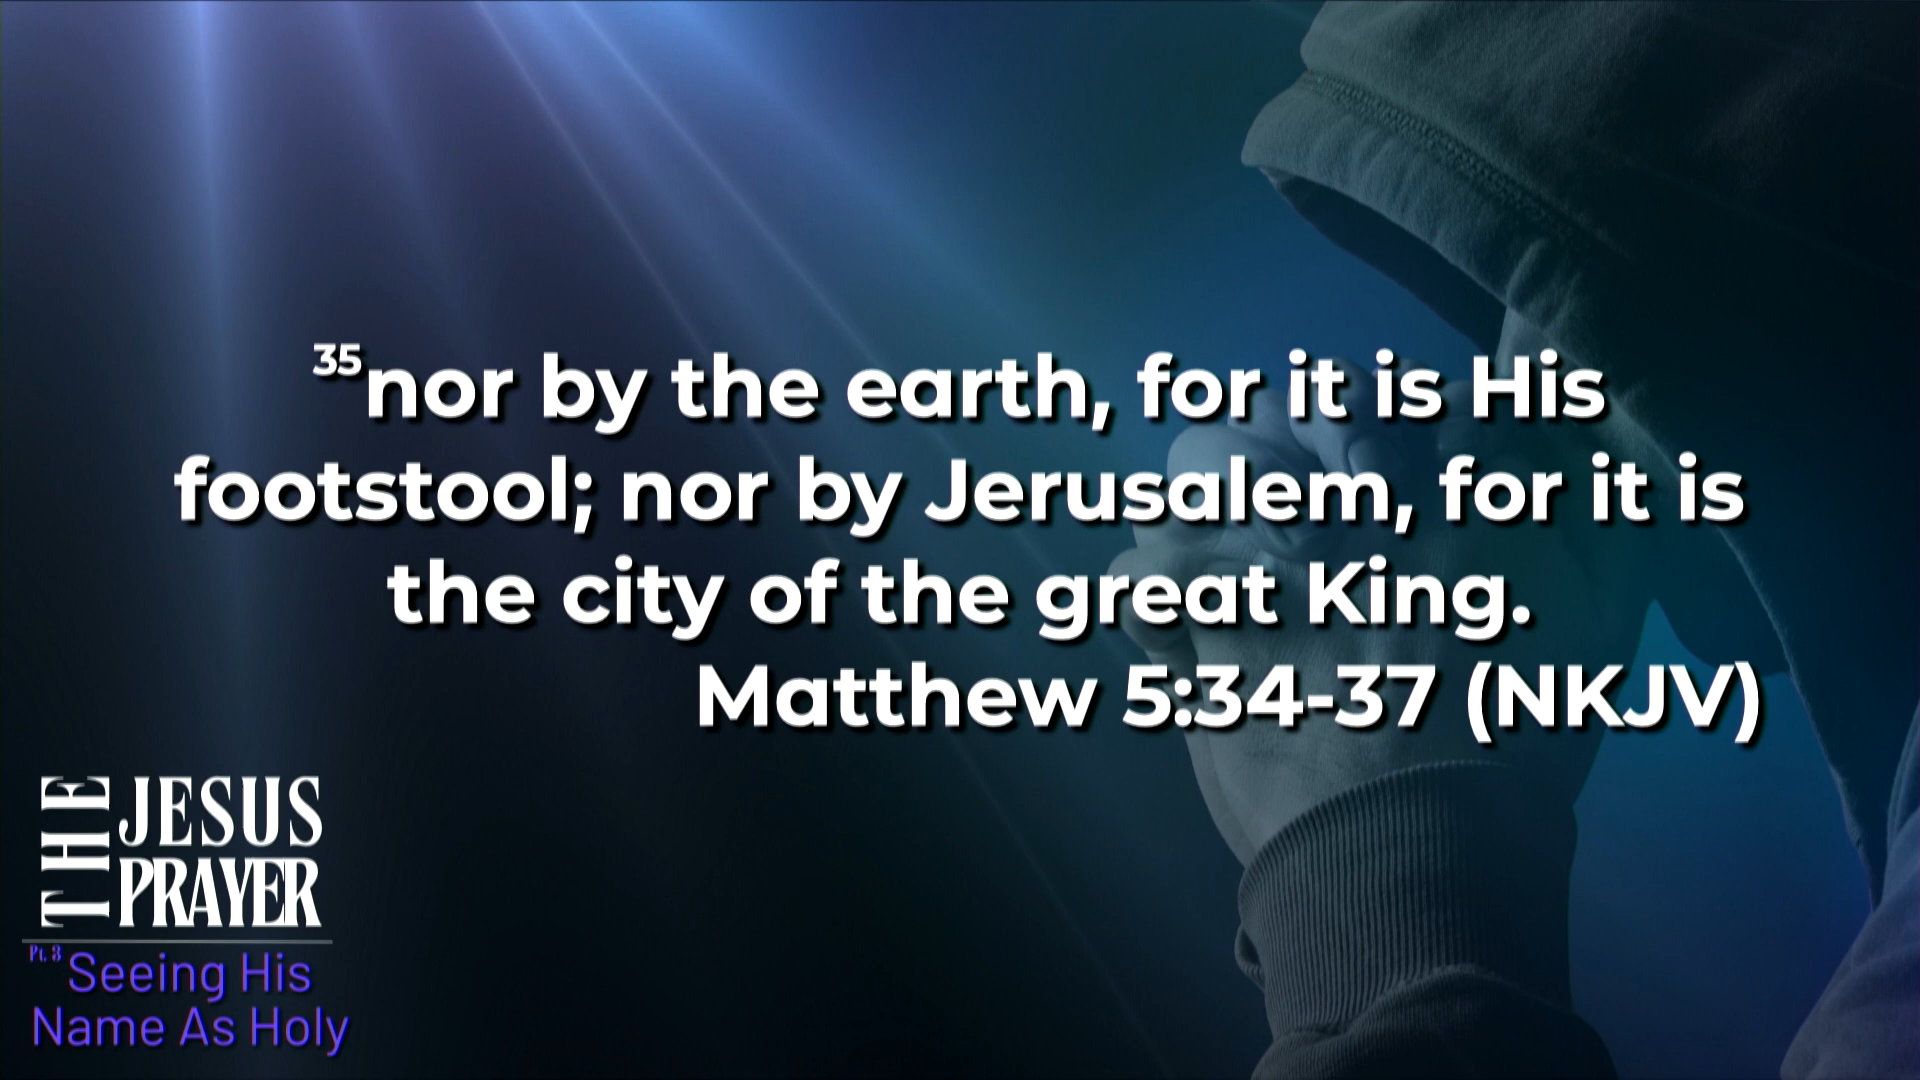 ³⁵nor by the earth, for it is His
footstool; nor by Jerusalem, for it is
the city of the great King.
Matthew 5:34-37 (NKJV)
THE JESUS
PRAYER
Pt. 3 Seeing His
Name As Holy